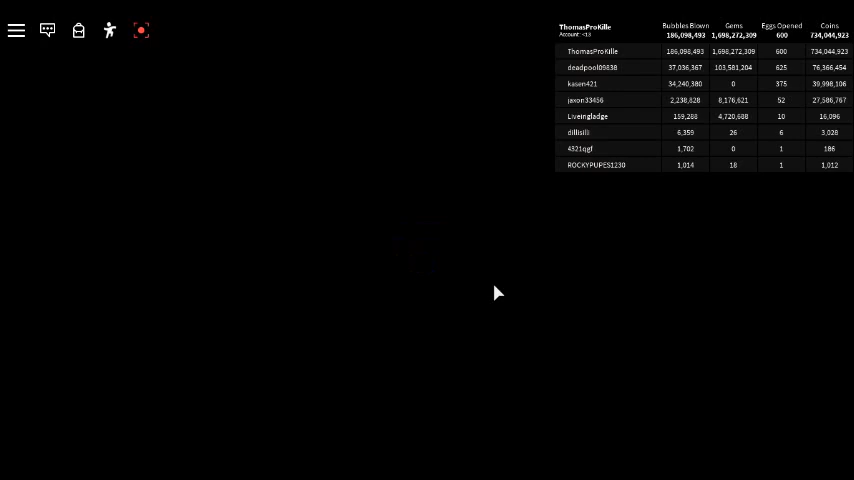 ThomasProKille Bubbles Blown Gems Eggs Opened Coins
Account: <13 186,098,493 1,698,272,309 600 734,044,923
ThomasProKille 186,098,493 1,698,272,309 600 734,044,923
deadpool09838 37,036,367 103,581,204 625 76,366,454
kasen421 34,240,380 0 375 39,998,106
jaxon33456 2,238,828 8,176,621 52 27,586,767
Liveingladge 159,288 4,720,688 10 16,096
dillisilli 6,359 26 6 3,028
4321qgf 1,702 0 1 186
ROCKYPUPES1230 1,014 18 1 1,012